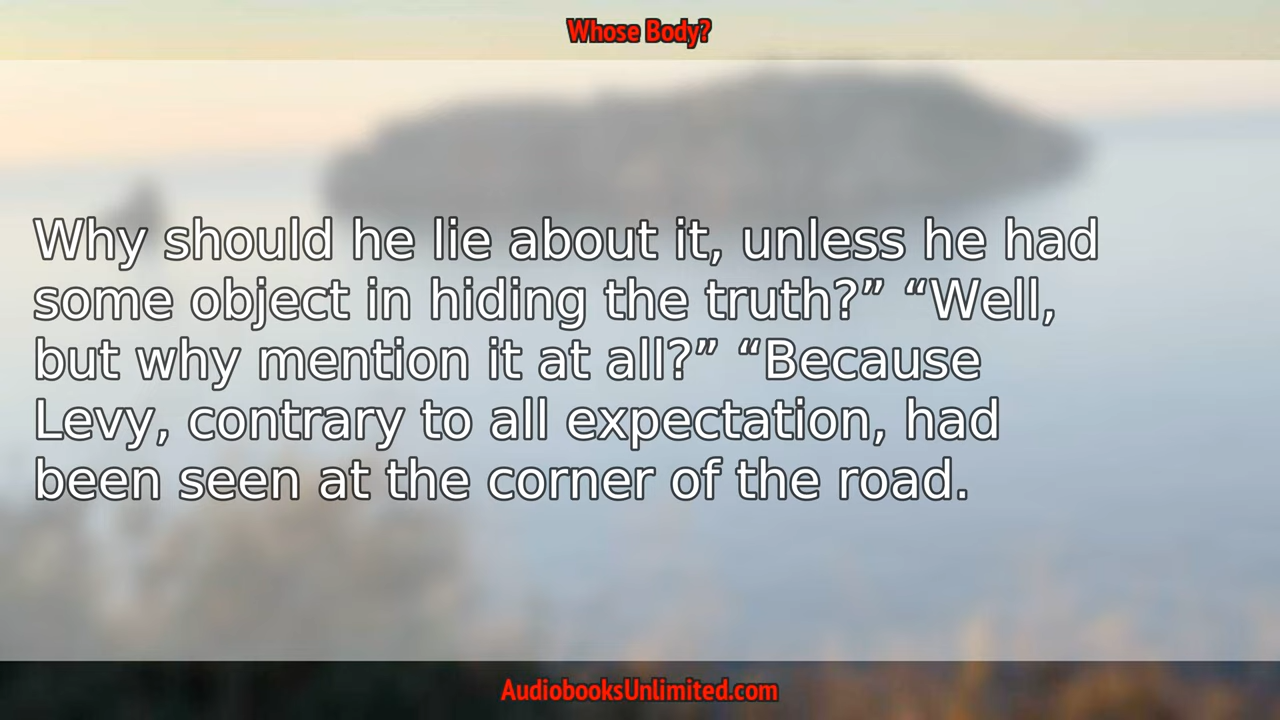 Whose Body?
Why should he lie about it, unless he had
some object in hiding the truth?” “Well,
but why mention it at all?” “Because
Levy, contrary to all expectation, had
been seen at the corner of the road.
AudiobooksUnlimited.com